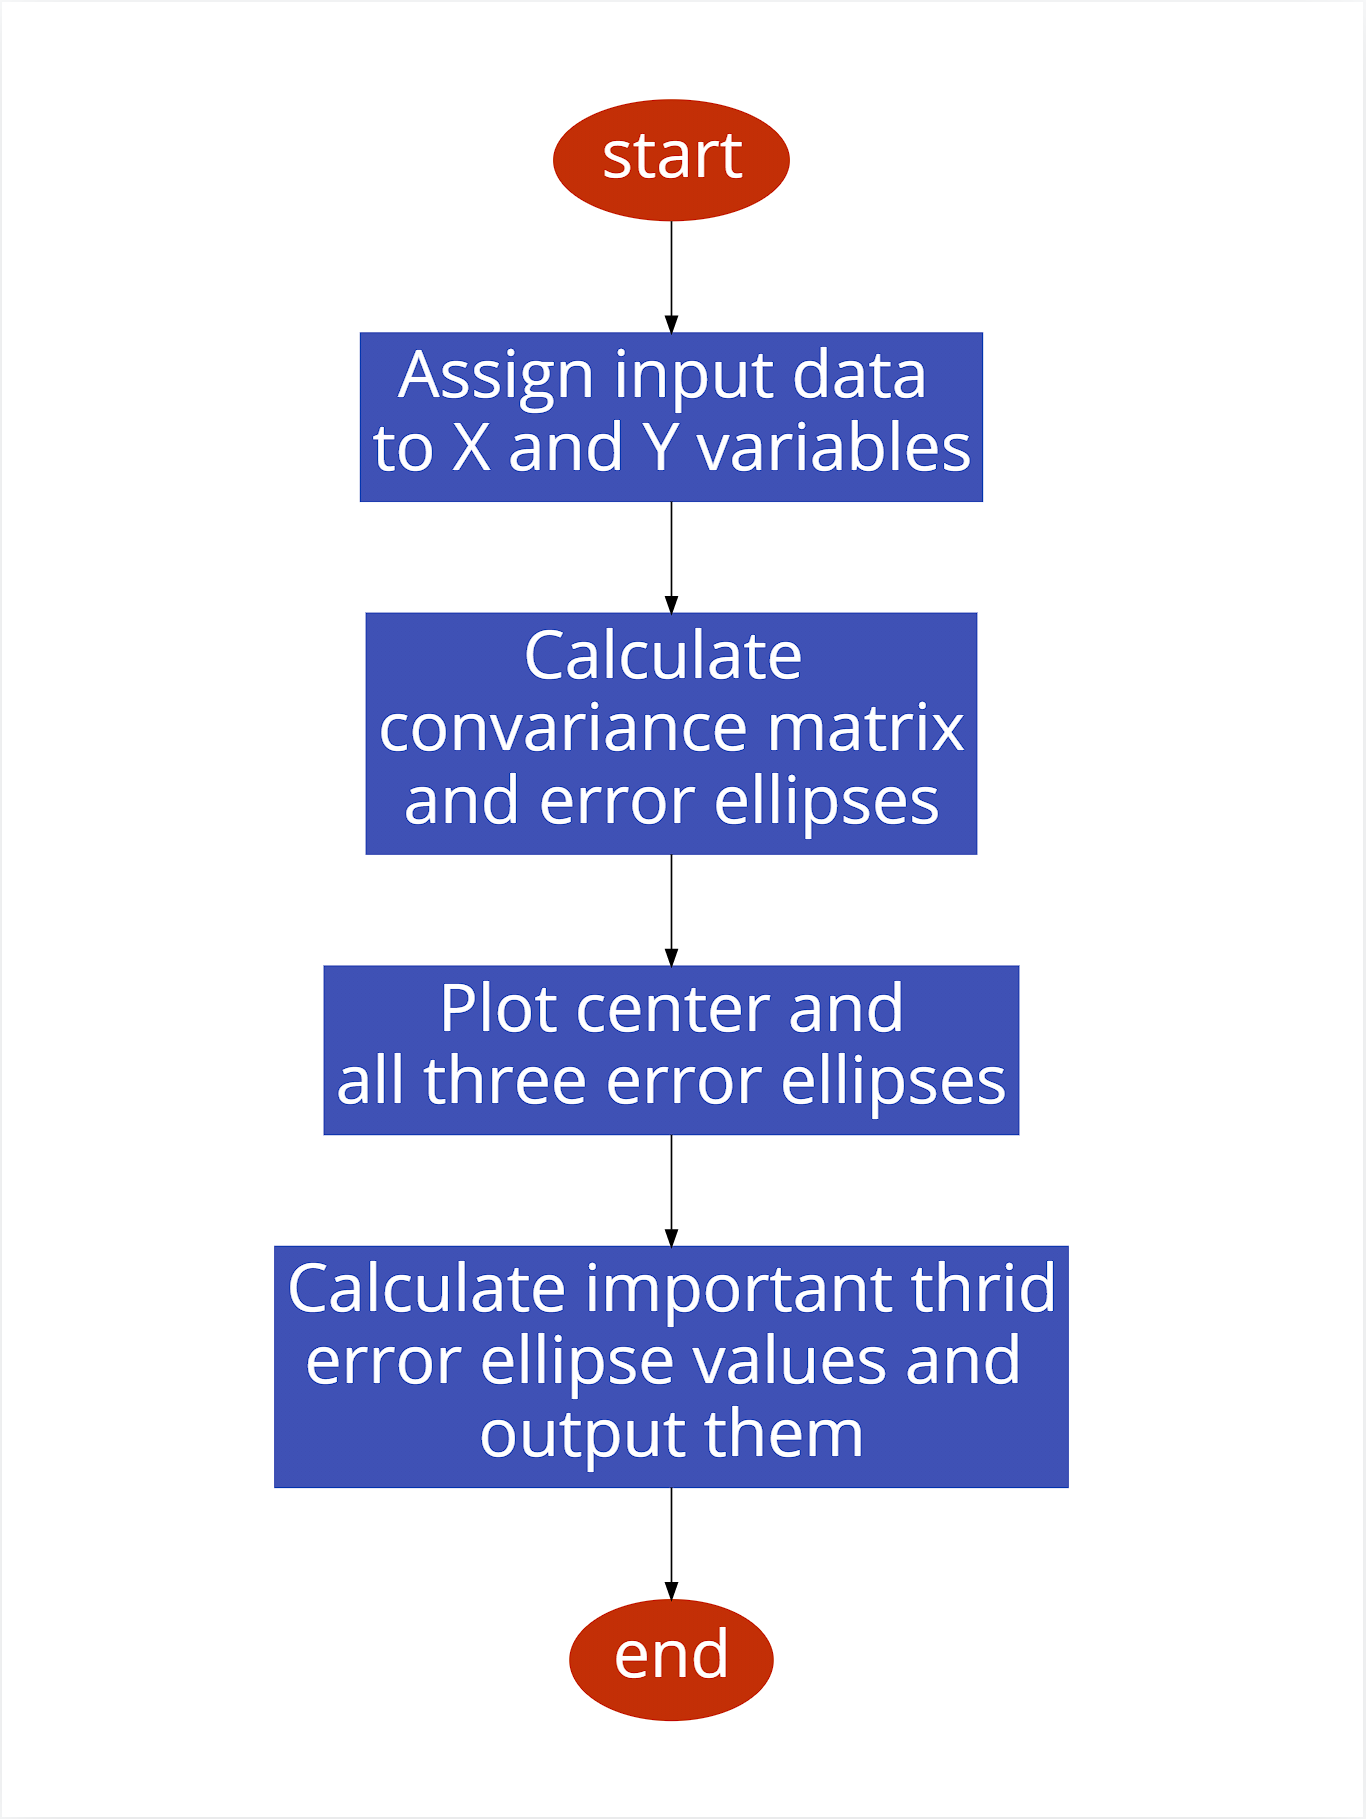 start
Assign input data
to X and Y variables
Calculate
convariance matrix
and error ellipses
Plot center and
all three error ellipses
Calculate important thrid
error ellipse values and
output them
end